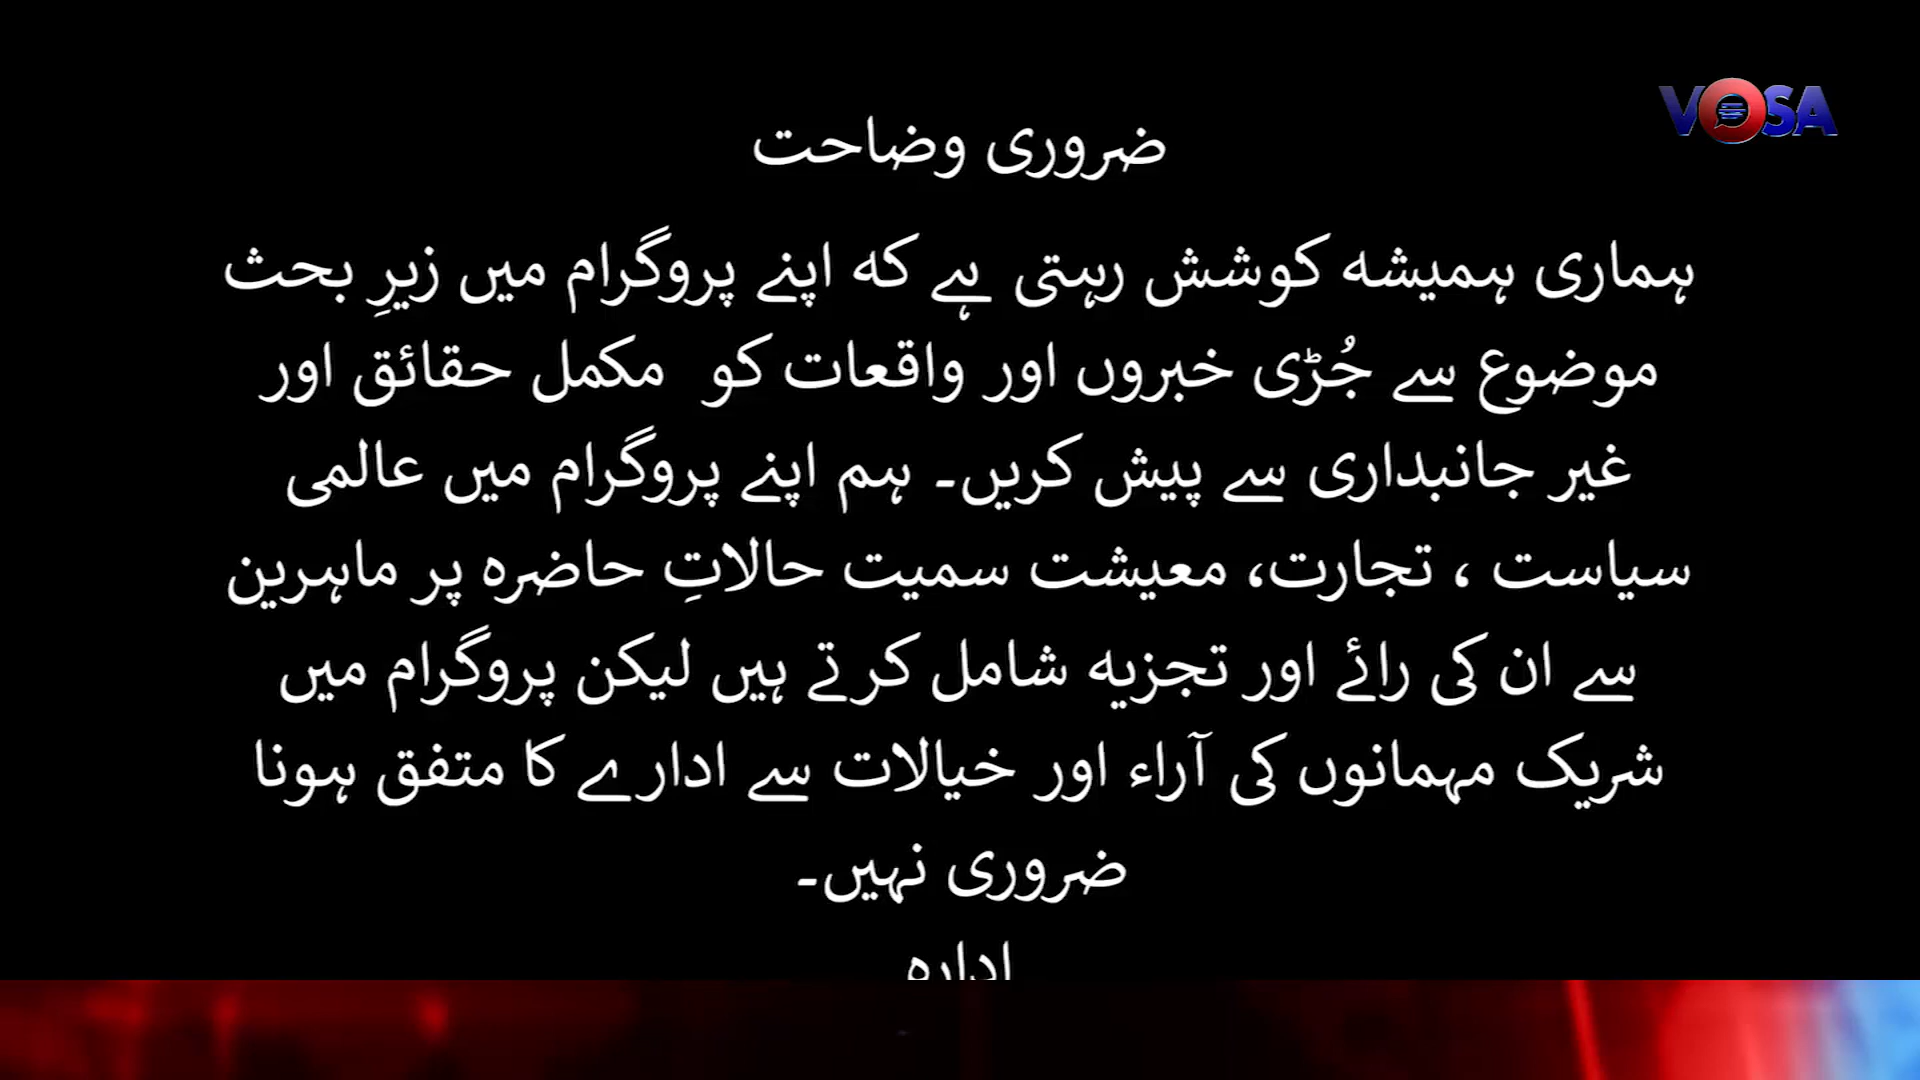 VOSA
ضروری وضاحت
ہماری ہمیشہ کوشش رہتی ہے کہ اپنے پروگرام میں زیرِ بحث
موضوع سے جُڑی خبروں اور واقعات کو مکمل حقائق اور
غیر جانبداری سے پیش کریں۔ ہم اپنے پروگرام میں عالمی
سیاست ، تجارت، معیشت سمیت حالاتِ حاضرہ پر ماہرین
سے ان کی رائے اور تجزیہ شامل کرتے ہیں لیکن پروگرام میں
شریک مہمانوں کی آراء اور خیالات سے ادارے کا متفق ہونا
ضروری نہیں۔
ادارہ